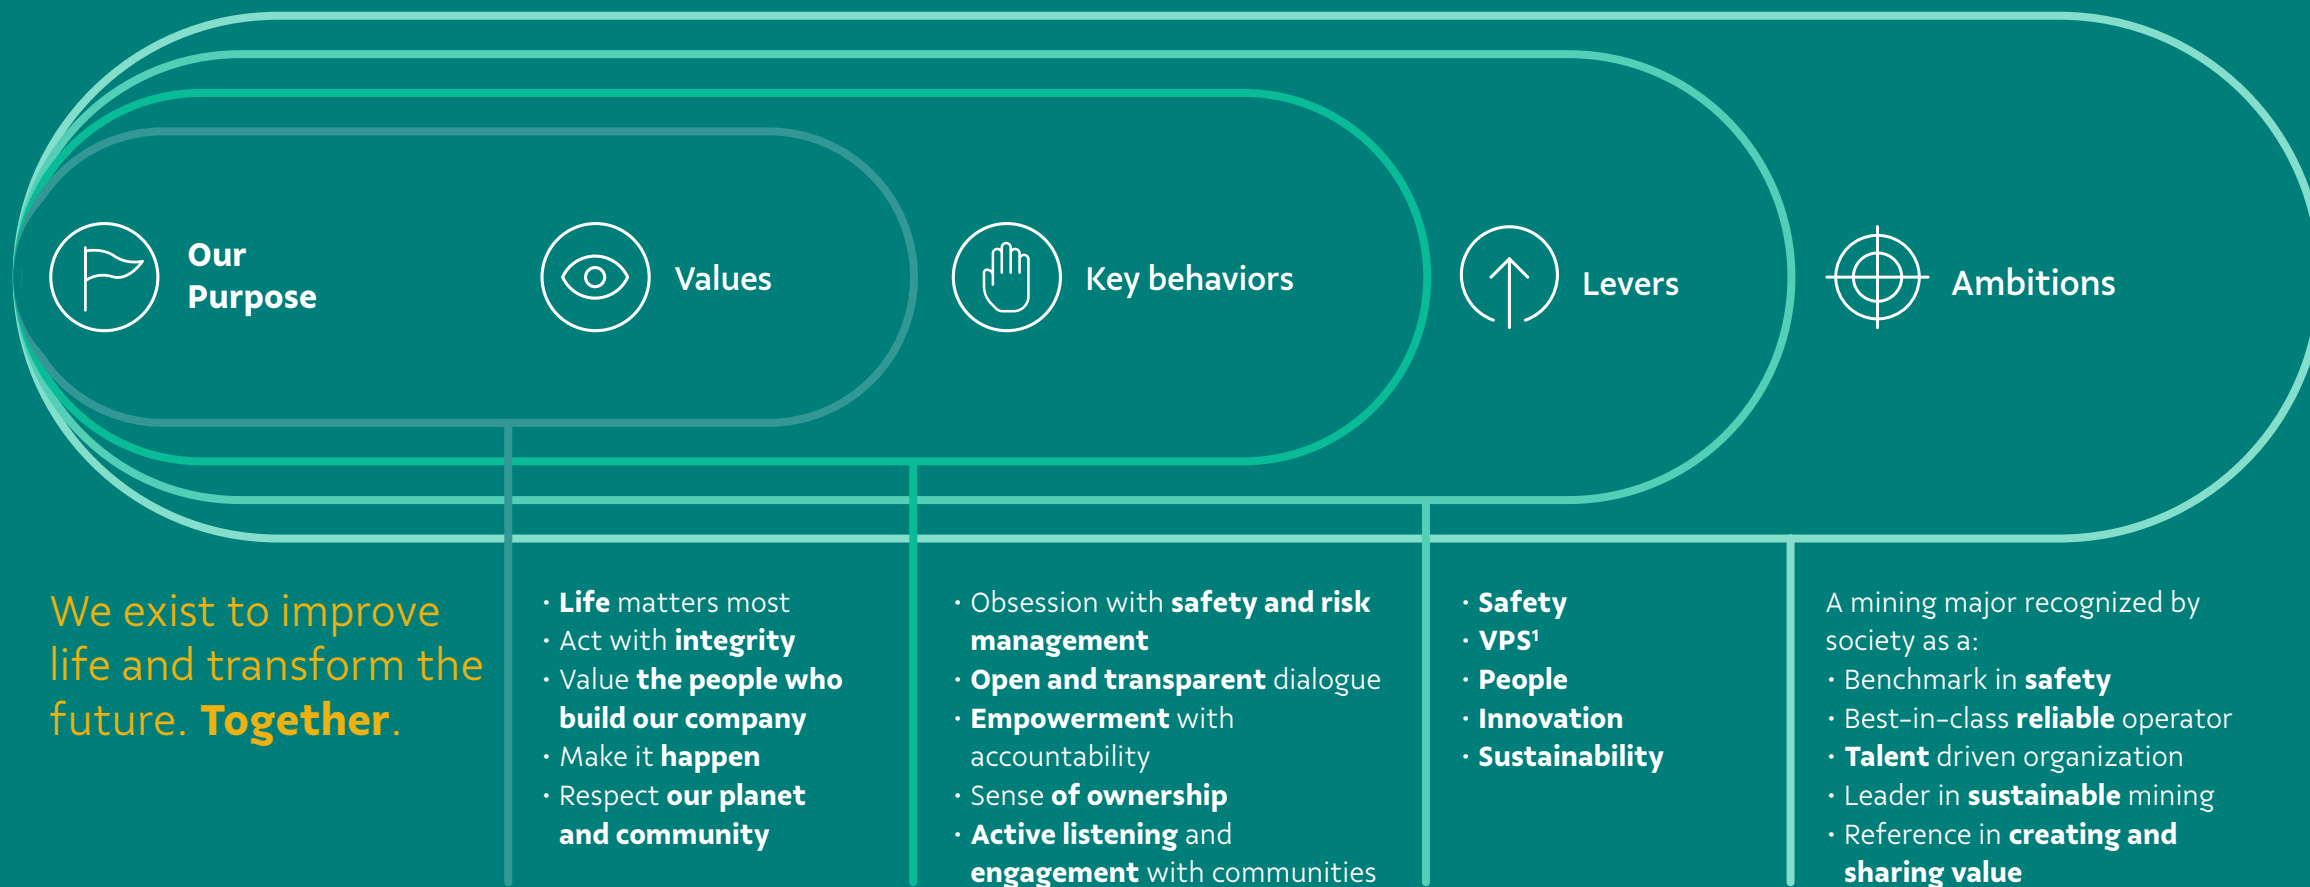 Our
Purpose
Values
Key behaviors
Levers
Ambitions
We exist to improve
life and transform the
future. Together.
· Life matters most
· Act with integrity
· Value the people who
build our company
· Make it happen
· Respect our planet
and community
· Obsession with safety and risk
management
· Open and transparent dialogue
· Empowerment with
accountability
· Sense of ownership
· Active listening and
engagement with communities
· Safety
· VPS¹
· People
· Innovation
· Sustainability
A mining major recognized by
society as a:
· Benchmark in safety
· Best-in-class reliable operator
· Talent driven organization
· Leader in sustainable mining
· Reference in creating and
sharing value